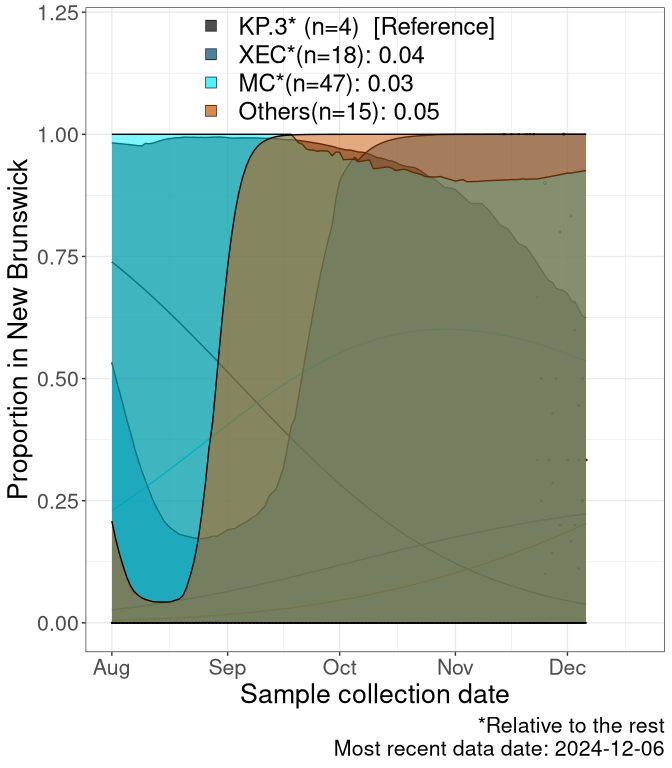 KP.3* (n=4)  [Reference]
XEC*(n=18): 0.04
MC*(n=47): 0.03
Others(n=15): 0.05
1.25
1.00
0.75
0.50
0.25
0.00
Proportion in New Brunswick
Aug Sep Oct Nov Dec
Sample collection date
*Relative to the rest
Most recent data date: 2024-12-06